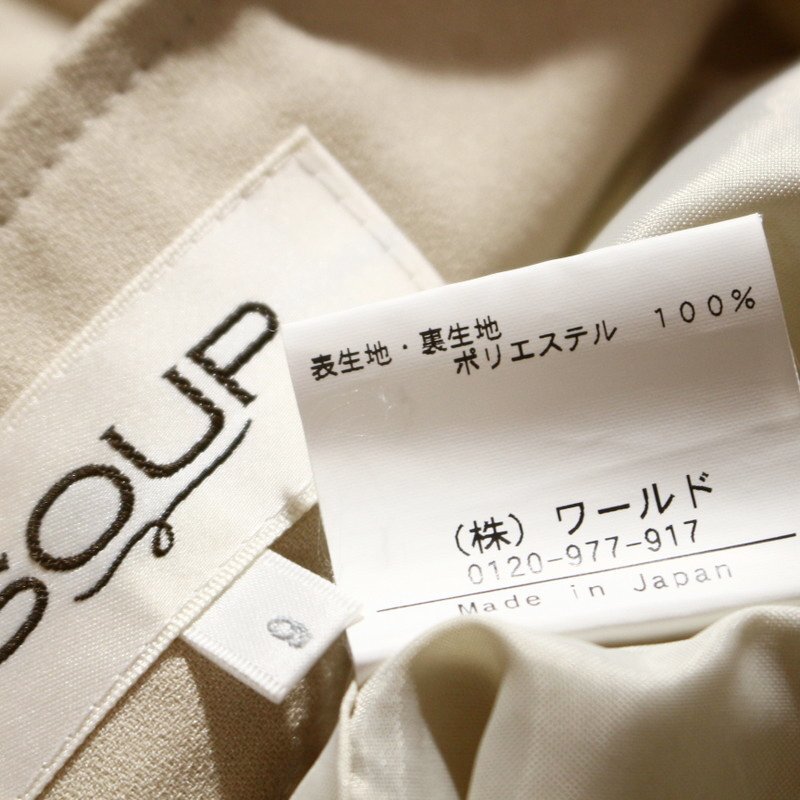 SOUP
9
表生地・裏生地
ポリエステル 100%
(株) ワールド
0120-977-917
Made in Japan